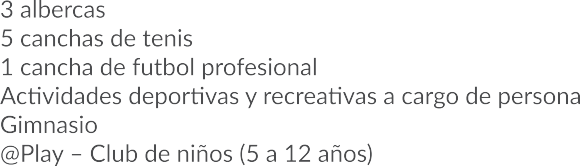 3 albercas
5 canchas de tenis
1 cancha de futbol profesional
Actividades deportivas y recreativas a cargo de persona
Gimnasio
@Play – Club de niños (5 a 12 años)